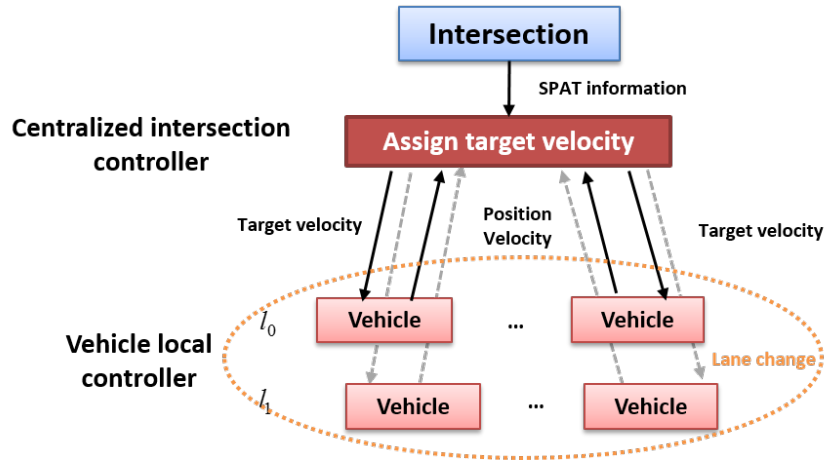 Intersection
SPAT information
Centralized intersection
controller
Assign target velocity
Target velocity
Position
Velocity
Target velocity
l₀
Vehicle
...
Vehicle
Vehicle local
controller
Lane change
l₁
Vehicle
...
Vehicle